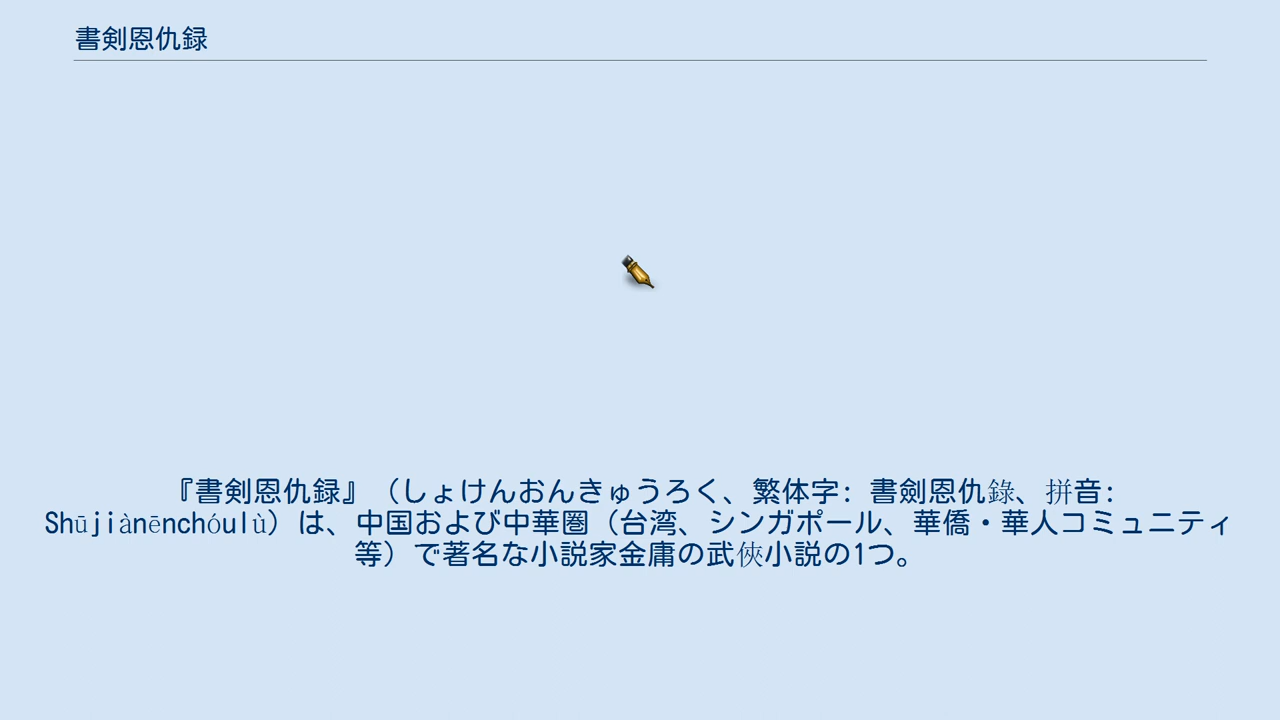 書剣恩仇録
『書剣恩仇録』（しょけんおんきゅうろく、繁体字: 書劍恩仇錄、拼音:
Shūjiànēnchóulù）は、中国および中華圏（台湾、シンガポール、華僑・華人コミュニティ
等）で著名な小説家金庸の武俠小説の1つ。